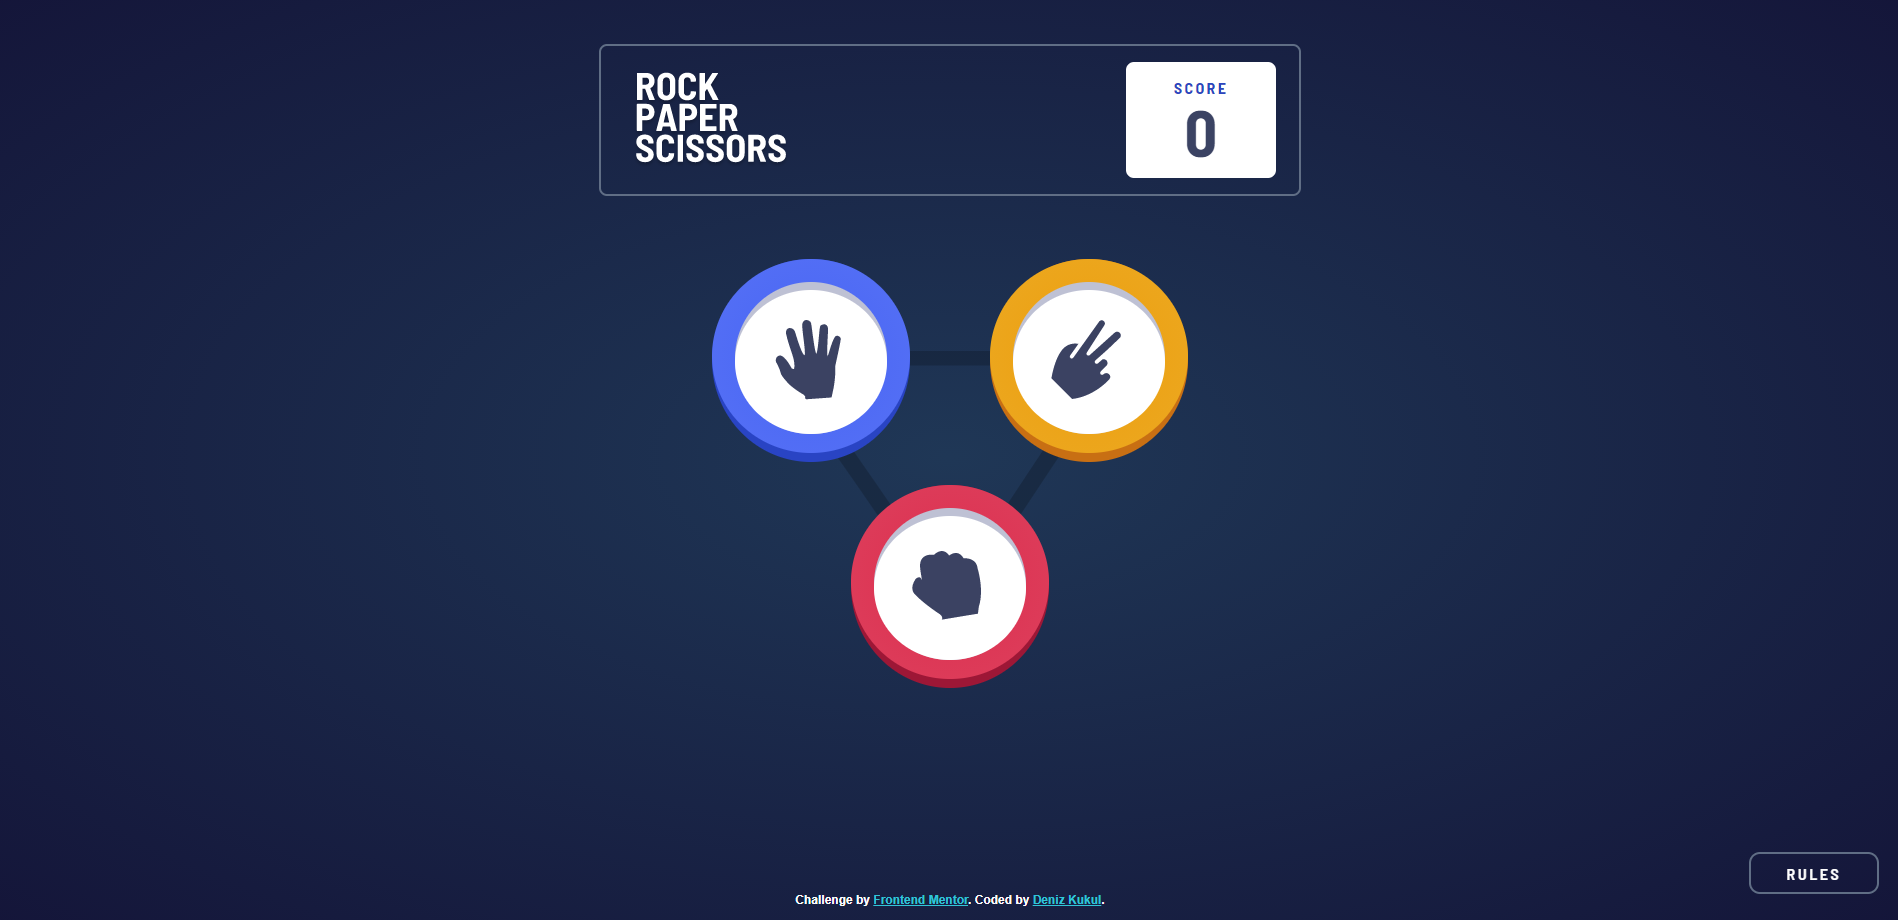 ROCK
PAPER
SCISSORS
SCORE
0
RULES
Challenge by Frontend Mentor. Coded by Deniz Kukul.